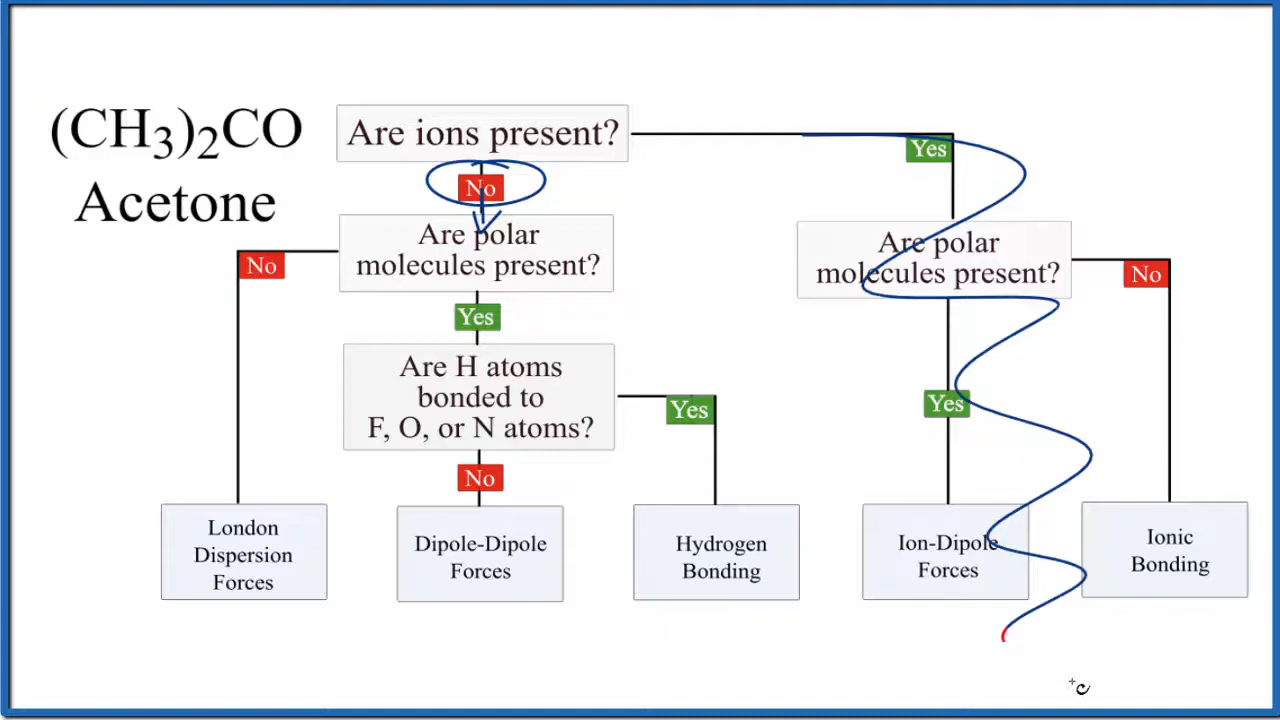 (CH₃)₂CO
Acetone
Are ions present?
No
Yes
Are polar
molecules present?
No
Yes
Are polar
molecules present?
No
Yes
Are H atoms
bonded to
F, O, or N atoms?
Yes
No
London
Dispersion
Forces
Dipole-Dipole
Forces
Hydrogen
Bonding
Ion-Dipole
Forces
Ionic
Bonding